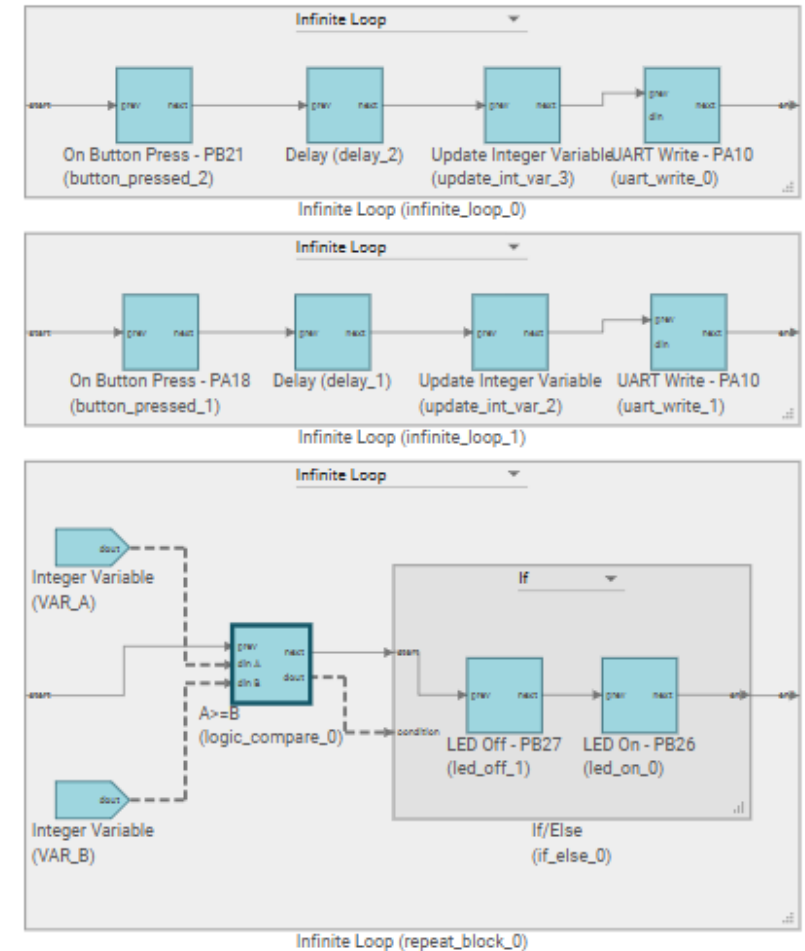 Infinite Loop
start
prev next
prev next
prev next
prev next
din
end
On Button Press - PB21
(button_pressed_2)
Delay (delay_2)
Update Integer Variable
(update_int_var_3)
UART Write - PA10
(uart_write_0)
Infinite Loop (infinite_loop_0)
Infinite Loop
start
prev next
prev next
prev next
prev next
din
end
On Button Press - PA18
(button_pressed_1)
Delay (delay_1)
Update Integer Variable
(update_int_var_2)
UART Write - PA10
(uart_write_1)
Infinite Loop (infinite_loop_1)
Infinite Loop
dout
Integer Variable
(VAR_A)
start
prev next
din A
dout
din B
A>=B
(logic_compare_0)
dout
Integer Variable
(VAR_B)
If
start
condition
prev next
LED Off - PB27
(led_off_1)
prev next
LED On - PB26
(led_on_0)
end
end
If/Else
(if_else_0)
Infinite Loop (repeat_block_0)